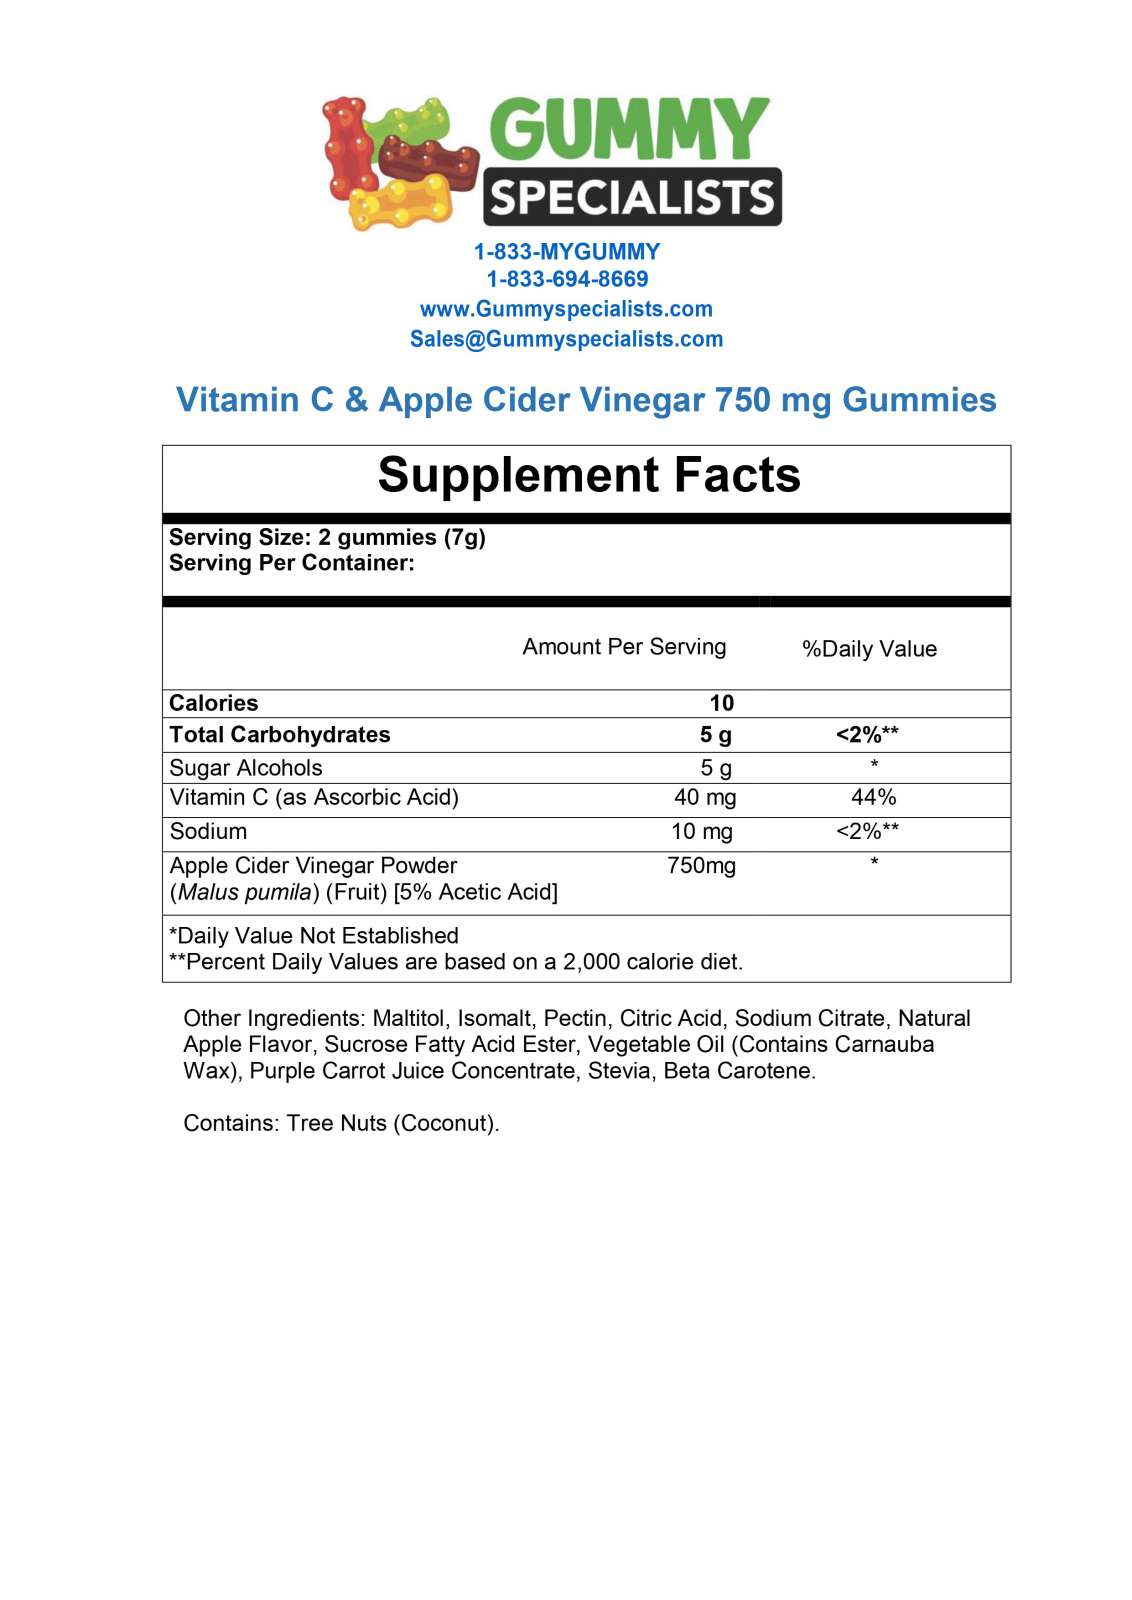 GUMMY
SPECIALISTS
1-833-MYGUMMY
1-833-694-8669
www.Gummyspecialists.com
Sales@Gummyspecialists.com
Vitamin C & Apple Cider Vinegar 750 mg Gummies
Supplement Facts
Serving Size: 2 gummies (7g)
Serving Per Container:
Amount Per Serving %Daily Value
Calories 10
Total Carbohydrates 5 g <2%**
Sugar Alcohols 5 g *
Vitamin C (as Ascorbic Acid) 40 mg 44%
Sodium 10 mg <2%**
Apple Cider Vinegar Powder 750mg *
(Malus pumila) (Fruit) [5% Acetic Acid]
*Daily Value Not Established
**Percent Daily Values are based on a 2,000 calorie diet.
Other Ingredients: Maltitol, Isomalt, Pectin, Citric Acid, Sodium Citrate, Natural
Apple Flavor, Sucrose Fatty Acid Ester, Vegetable Oil (Contains Carnauba
Wax), Purple Carrot Juice Concentrate, Stevia, Beta Carotene.
Contains: Tree Nuts (Coconut).